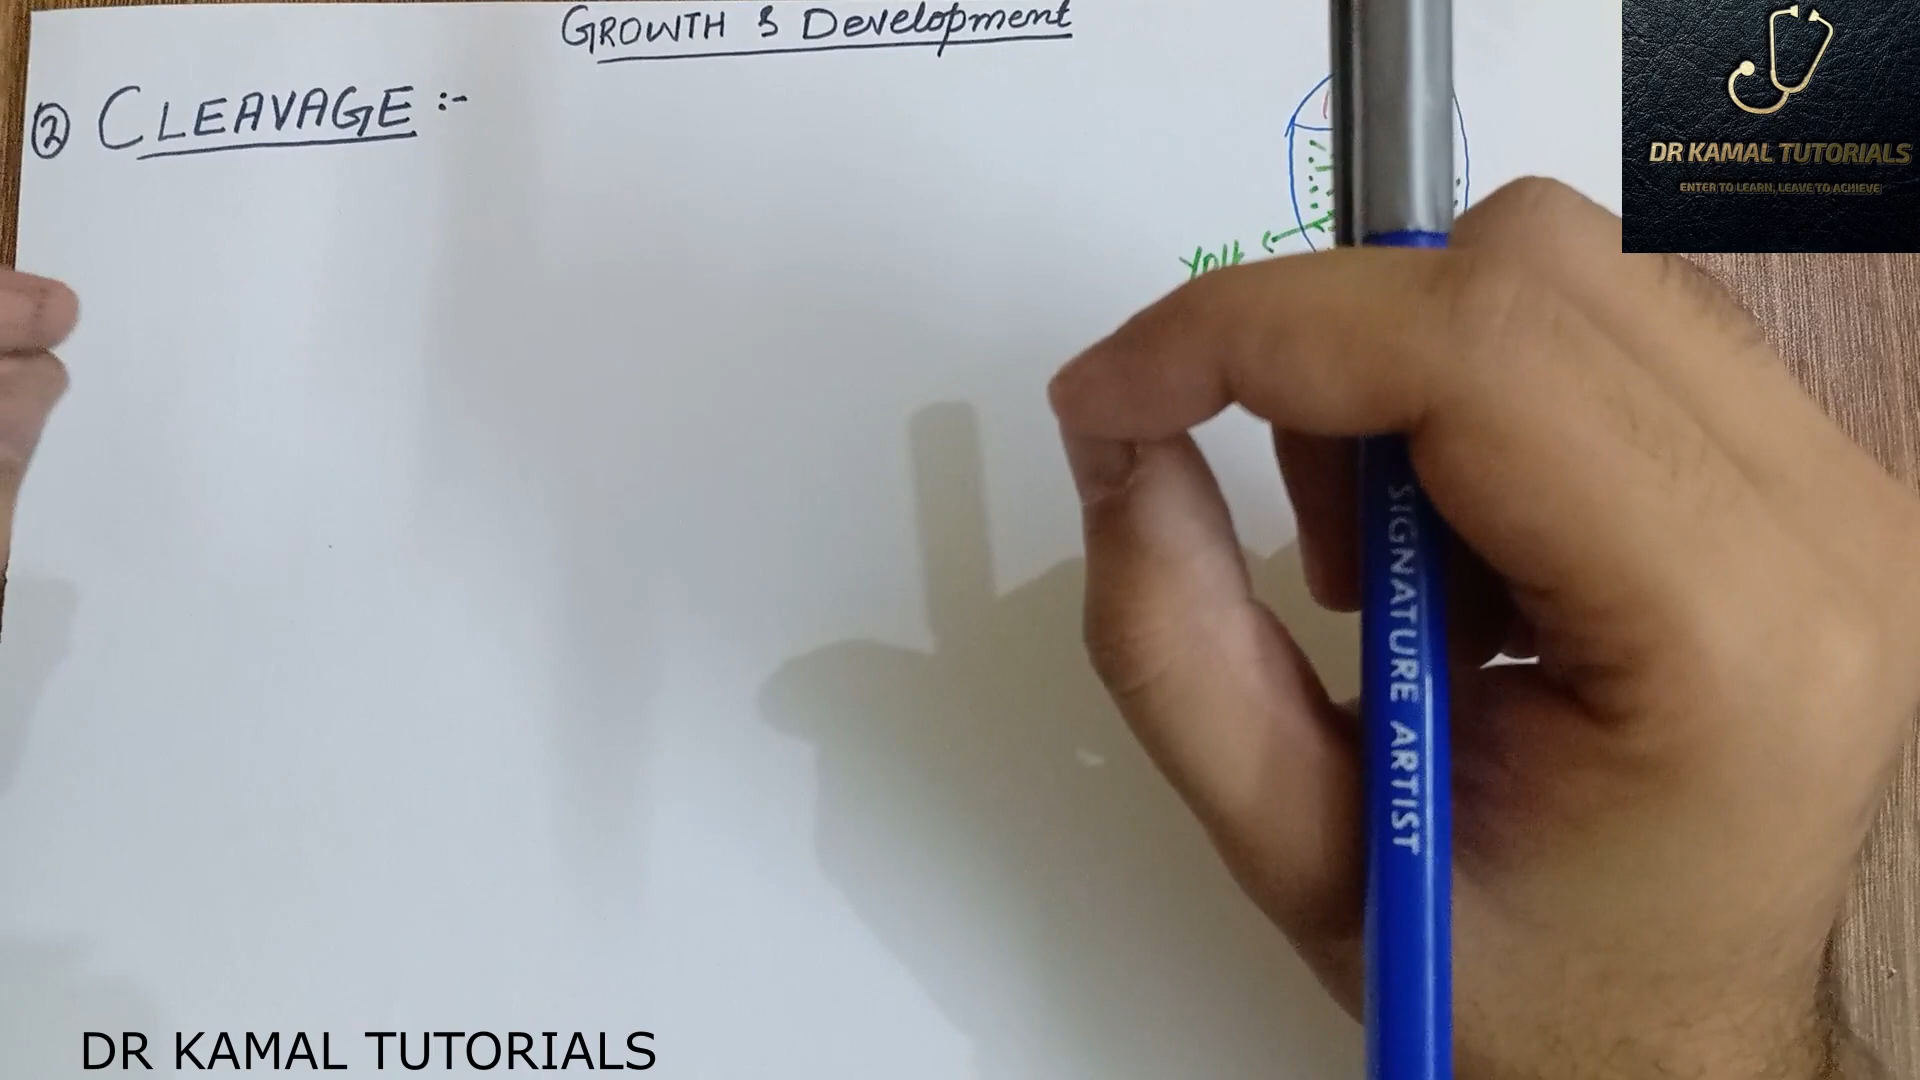 GROWTH & Development
② CLEAVAGE :-
Yolk
DR KAMAL TUTORIALS
ENTER TO LEARN, LEAVE TO ACHIEVE
SIGNATURE ARTIST
DR KAMAL TUTORIALS